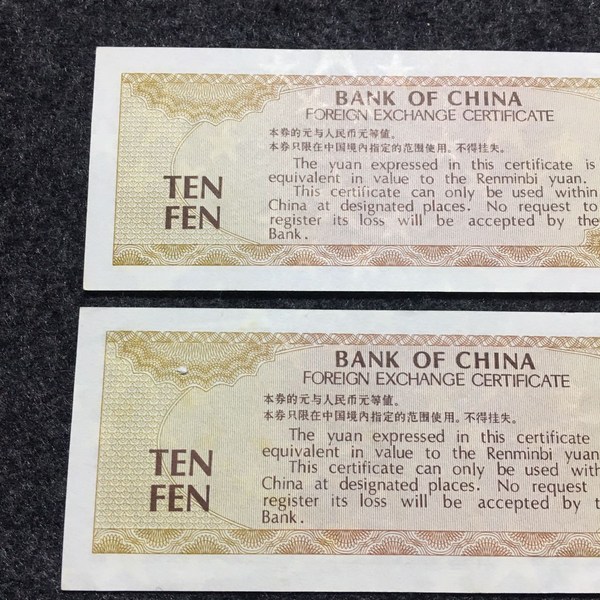 BANK OF CHINA
FOREIGN EXCHANGE CERTIFICATE
本券的元与人民币元等值。
本券只限在中国境内指定的范围使用，不得挂失。
The yuan expressed in this certificate is
equivalent in value to the Renminbi yuan.
This certificate can only be used within
China at designated places. No request to
register its loss will be accepted by the
Bank.
TEN
FEN
BANK OF CHINA
FOREIGN EXCHANGE CERTIFICATE
本券的元与人民币元等值。
本券只限在中国境内指定的范围使用，不得挂失。
The yuan expressed in this certificate
equivalent in value to the Renminbi yuan
This certificate can only be used
China at designated places. No request
register its loss will be accepted by
Bank.
TEN
FEN